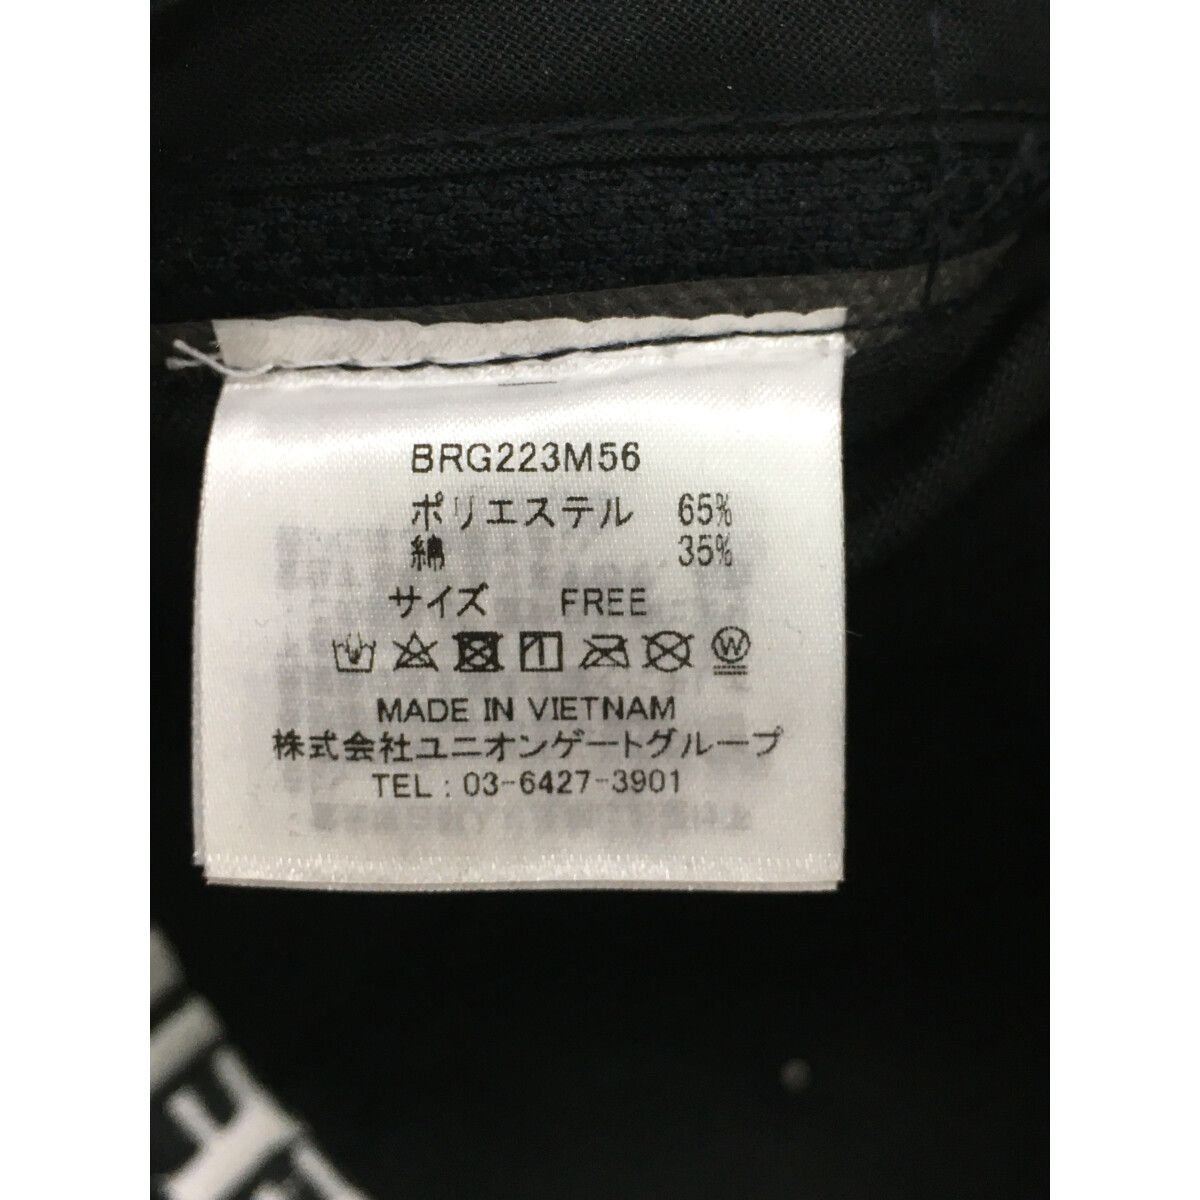 BRG223M56
ポリエステル 65%
綿 35%
サイズ FREE
W
MADE IN VIETNAM
株式会社ユニオンゲートグループ
TEL : 03-6427-3901